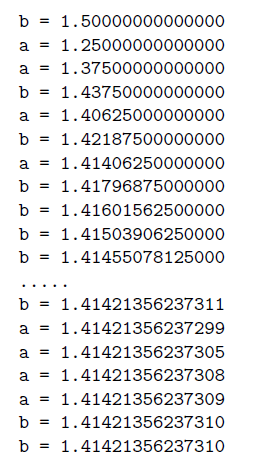 b = 1.50000000000000
a = 1.25000000000000
a = 1.37500000000000
b = 1.43750000000000
a = 1.40625000000000
b = 1.42187500000000
a = 1.41406250000000
b = 1.41796875000000
b = 1.41601562500000
b = 1.41503906250000
b = 1.41455078125000
.....
b = 1.41421356237311
a = 1.41421356237299
a = 1.41421356237305
a = 1.41421356237308
a = 1.41421356237309
b = 1.41421356237310
b = 1.41421356237310